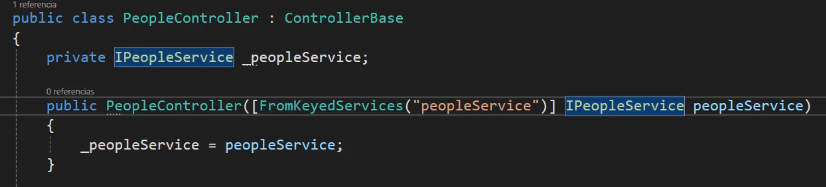 1 referencia
public class PeopleController : ControllerBase
{
private IPeopleService _peopleService;
0 referencias
public PeopleController([FromKeyedServices("peopleService")] IPeopleService peopleService)
{
_peopleService = peopleService;
}